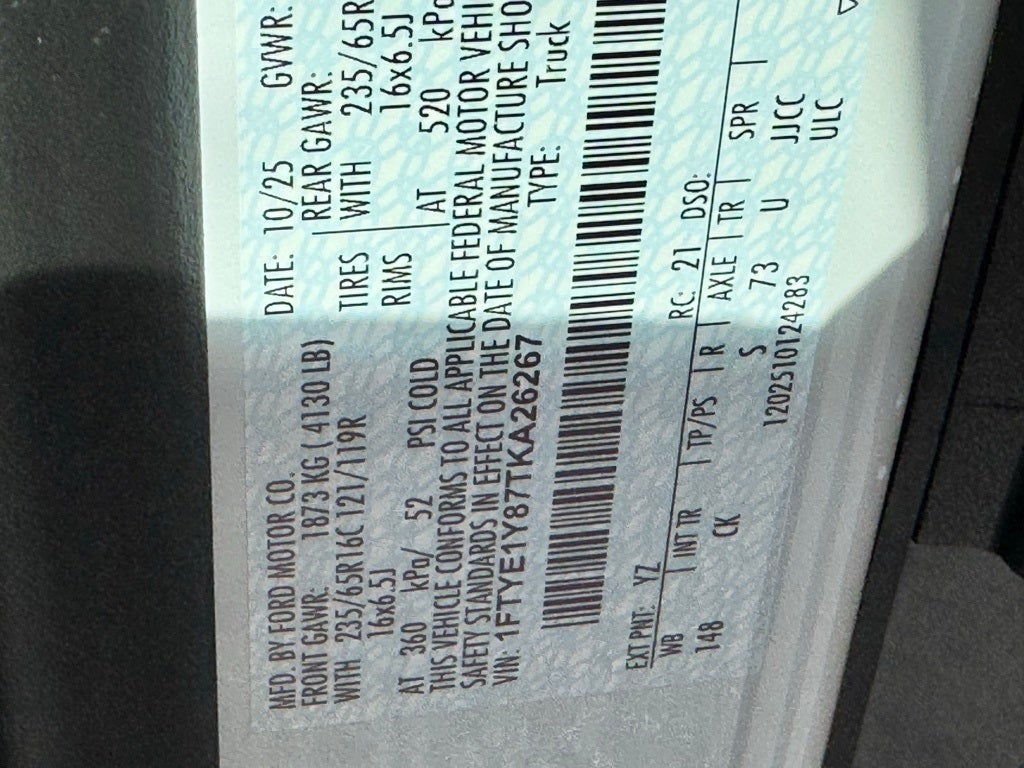 MFD. BY FORD MOTOR CO.
DATE: 10/25 GVWR:
FRONT GAWR: 1873 KG ( 4130 LB) REAR GAWR:
WITH 235/65R16C 121/119R TIRES WITH 235/65R
16x6.5J RIMS 16x6.5J
AT 360 kPa/ 52 PSI COLD AT 520 kPa
THIS VEHICLE CONFORMS TO ALL APPLICABLE FEDERAL MOTOR VEHI
SAFETY STANDARDS IN EFFECT ON THE DATE OF MANUFACTURE SHO
VIN: 1FTYE1Y87TKA26267 TYPE: Truck
EXT PNT: YZ RC: 21 DSO:
WB | INT TR | TP/PS | R | AXLE | TR | SPR |
148 CK S 73 U JJCC
1202510124283 ULC